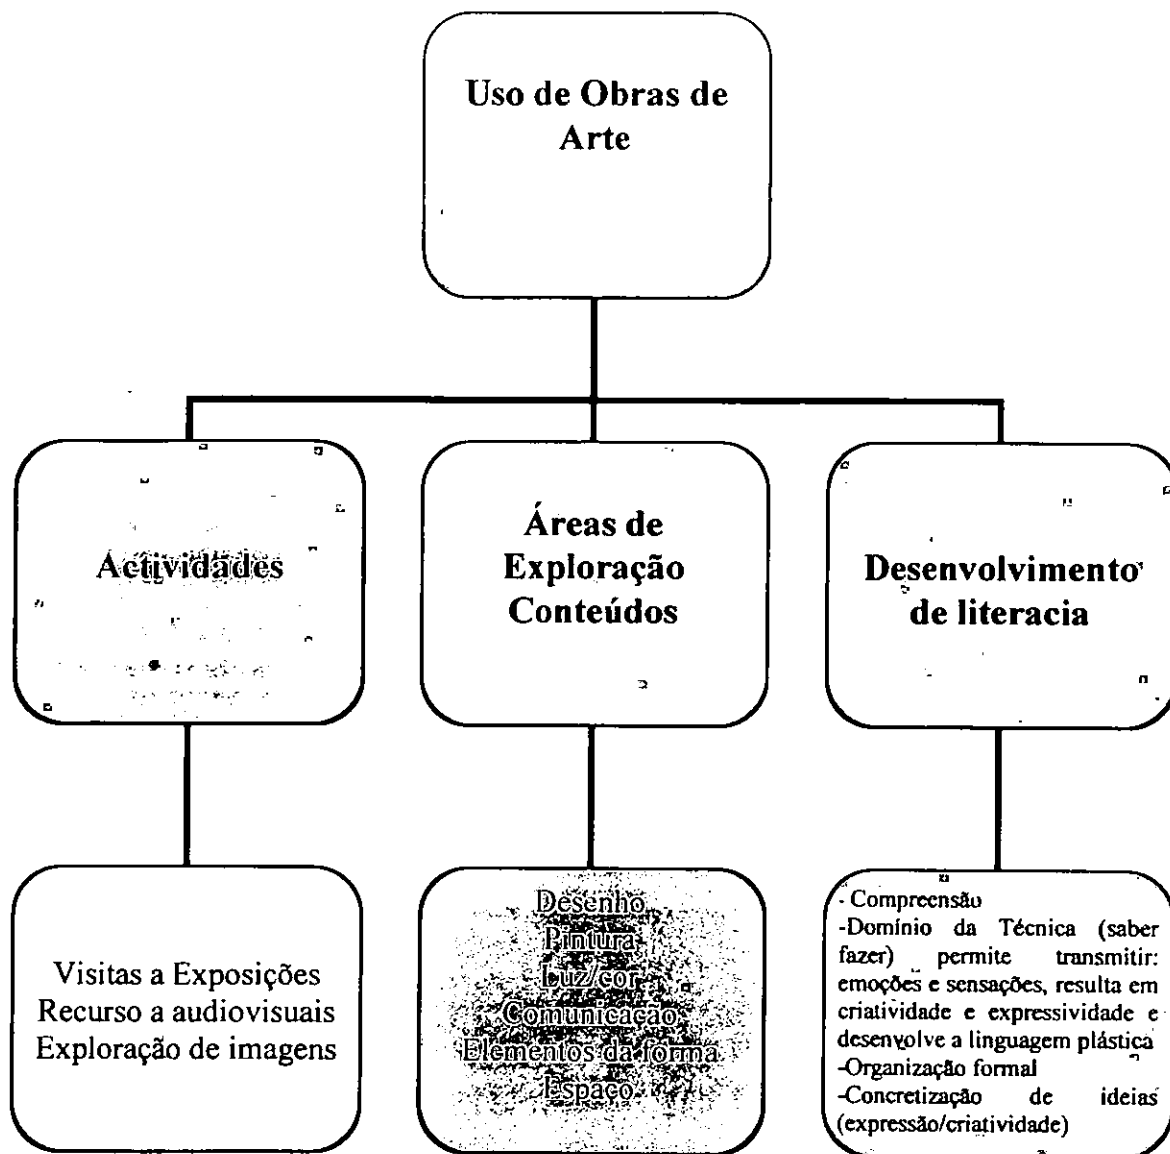 Uso de Obras de
Arte
Actividades
Áreas de
Exploração
Conteúdos
Desenvolvimento
de literacia
Visitas a Exposições
Recurso a audiovisuais
Exploração de imagens
Desenho
Pintura
Luz/cor
Comunicação
Elementos da forma
Espaço
- Compreensão
-Domínio da Técnica (saber
fazer) permite transmitir:
emoções e sensações, resulta em
criatividade e expressividade e
desenvolve a linguagem plástica
-Organização formal
-Concretização de ideias
(expressão/criatividade)